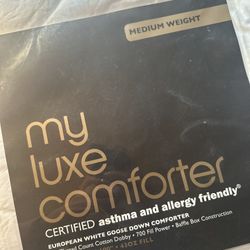 MEDIUM WEIGHT
my
luxe
comforter
CERTIFIED asthma and allergy friendly®
EUROPEAN WHITE GOOSE DOWN COMFORTER
Count Cotton Dobby • 700 Fill Power • Baffle Box Construction
FILL